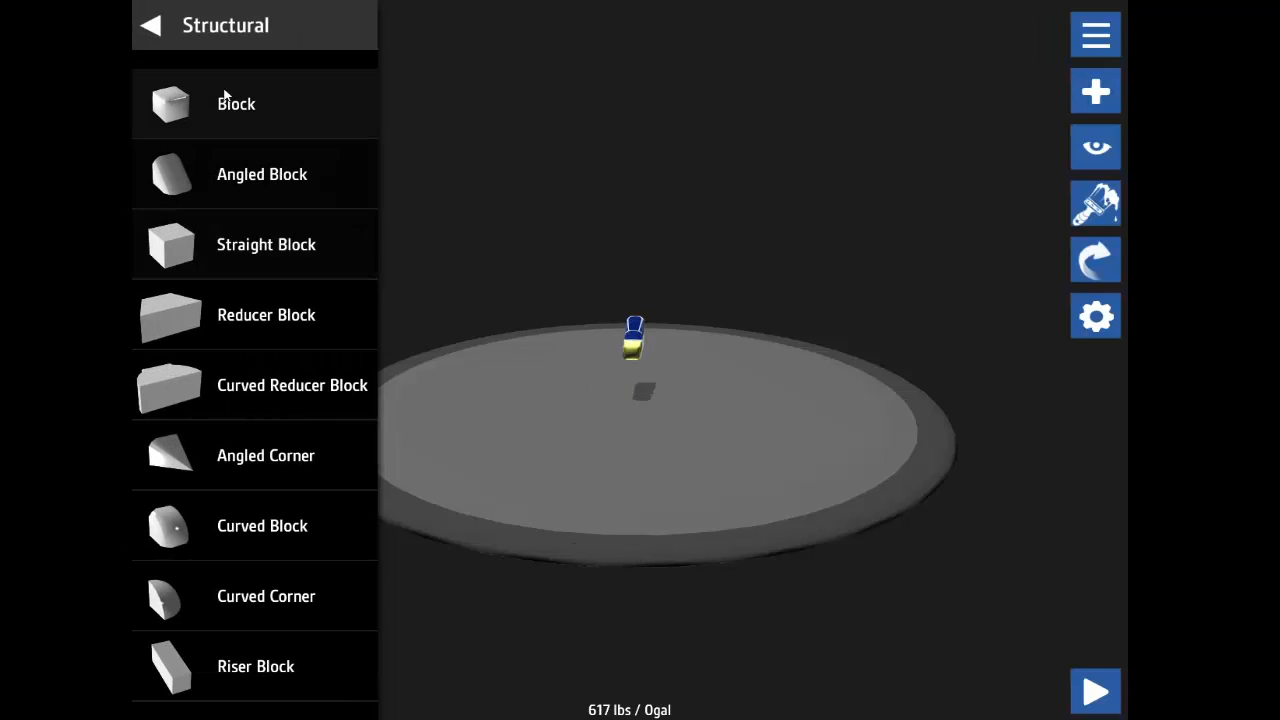 Structural
Block
Angled Block
Straight Block
Reducer Block
Curved Reducer Block
Angled Corner
Curved Block
Curved Corner
Riser Block
617 lbs / 0gal